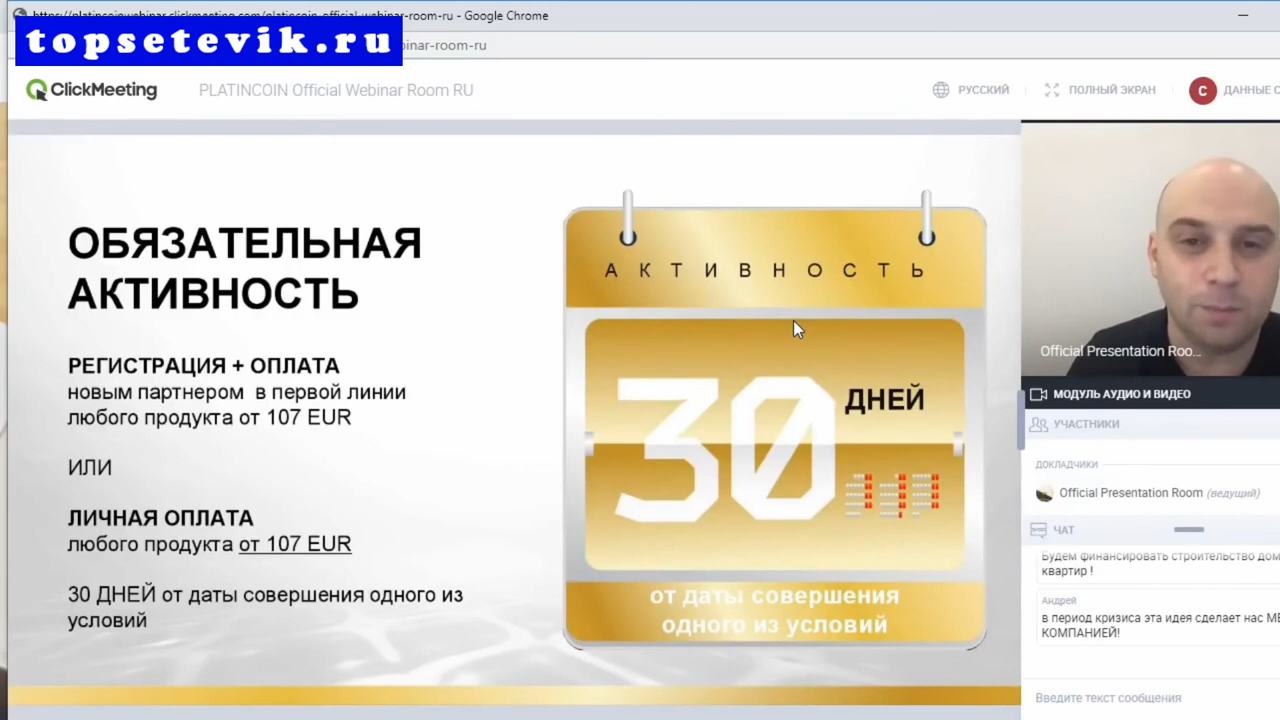 https://platincoinwebinar.clickmeeting.com/platincoin-official-webinar-room-ru - Google Chrome
topsetevik.ru
binar-room-ru
ClickMeeting
PLATINCOIN Official Webinar Room RU
РУССКИЙ
ПОЛНЫЙ ЭКРАН
C
ДАННЫЕ С
ОБЯЗАТЕЛЬНАЯ
АКТИВНОСТЬ
РЕГИСТРАЦИЯ + ОПЛАТА
новым партнером в первой линии
любого продукта от 107 EUR
ИЛИ
ЛИЧНАЯ ОПЛАТА
любого продукта от 107 EUR
30 ДНЕЙ от даты совершения одного из
условий
АКТИВНОСТЬ
30 ДНЕЙ
от даты совершения
одного из условий
Official Presentation Roo...
МОДУЛЬ АУДИО И ВИДЕО
УЧАСТНИКИ
ДОКЛАДЧИКИ
Official Presentation Room (ведущий)
ЧАТ
Будем финансировать строительство дом
квартир !
Андрей
в период кризиса эта идея сделает нас МЕ
КОМПАНИЕЙ!
Введите текст сообщения